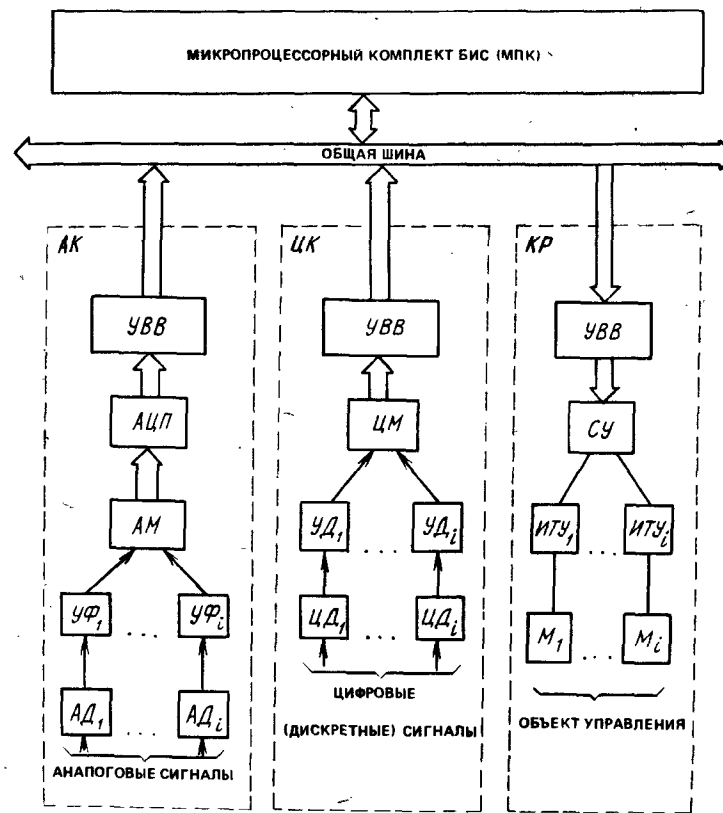 МИКРОПРОЦЕССОРНЫЙ КОМПЛЕКТ БИС (МПК)
ОБЩАЯ ШИНА
АК
УВВ
АЦП
АМ
УФ1 ... УФi
АД1 ... АДi
АНАПОГОВЫЕ СИГНАЛЫ
ЦК
УВВ
ЦМ
УД1 ... УДi
ЦД1 ... ЦДi
ЦИФРОВЫЕ
(ДИСКРЕТНЫЕ) СИГНАЛЫ
КР
УВВ
СУ
ИТУ1 ... ИТУi
М1 ... Мi
ОБЪЕКТ УПРАВЛЕНИЯ